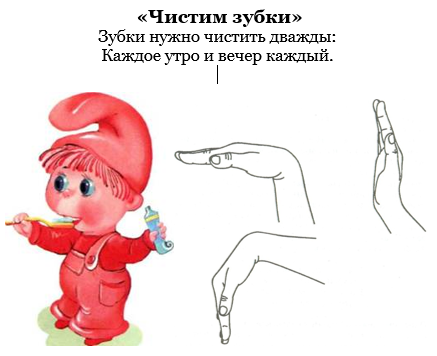 «Чистим зубки»
Зубки нужно чистить дважды:
Каждое утро и вечер каждый.